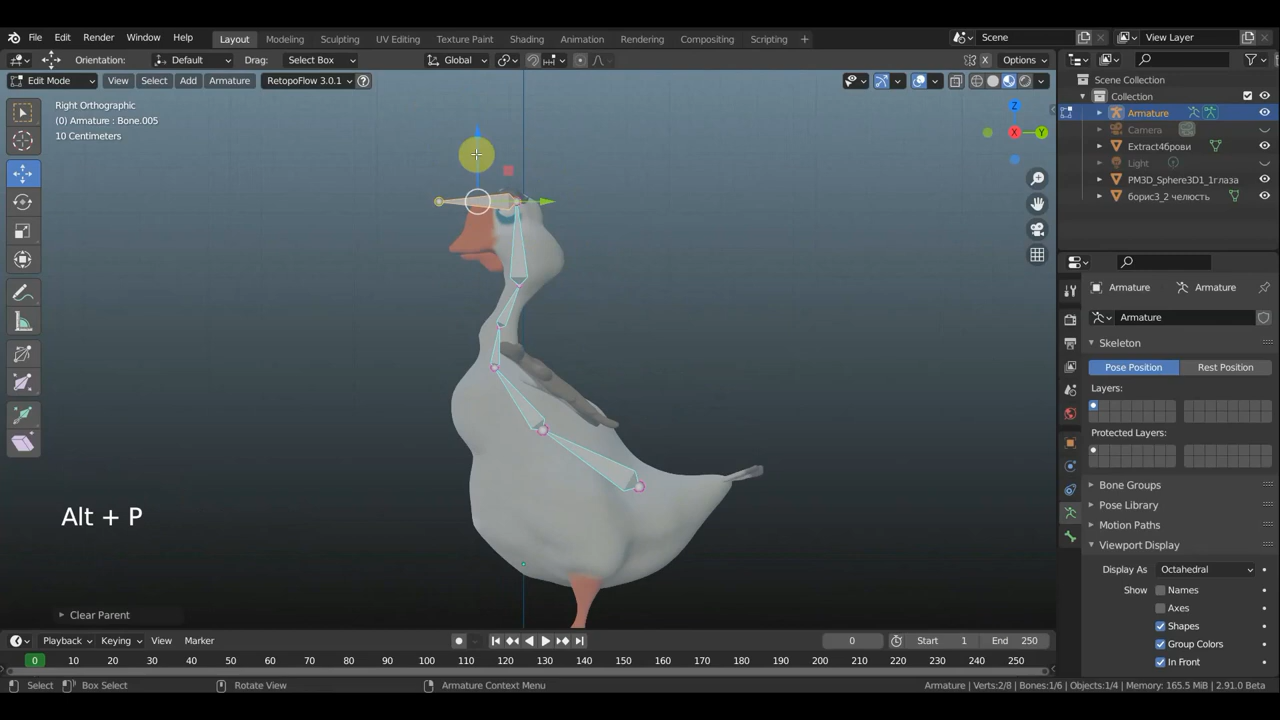 File Edit Render Window Help Layout Modeling Sculpting UV Editing Texture Paint Shading Animation Rendering Compositing Scripting + Scene View Layer
Orientation: Default Drag: Select Box Global X Options
Edit Mode View Select Add Armature RetopoFlow 3.0.1 ?
Right Orthographic
(0) Armature : Bone.005
10 Centimeters
Z
X
Y
Alt + P
Clear Parent
Scene Collection
Collection
Armature
Camera
Extract4брови
Light
PM3D_Sphere3D1_1глаза
борис3_2 челюсть
Armature Armature
Armature
Skeleton
Pose Position Rest Position
Layers:
Protected Layers:
Bone Groups
Pose Library
Motion Paths
Viewport Display
Display As Octahedral
Show Names
Axes
Shapes
Group Colors
In Front
Playback Keying View Marker 0 Start 1 End 250
0 10 20 30 40 50 60 70 80 90 100 110 120 130 140 150 160 170 180 190 200 210 220 230 240 250
Select Box Select Rotate View Armature Context Menu Armature | Verts:2/8 | Bones:1/6 | Objects:1/4 | Memory: 165.5 MiB | 2.91.0 Beta